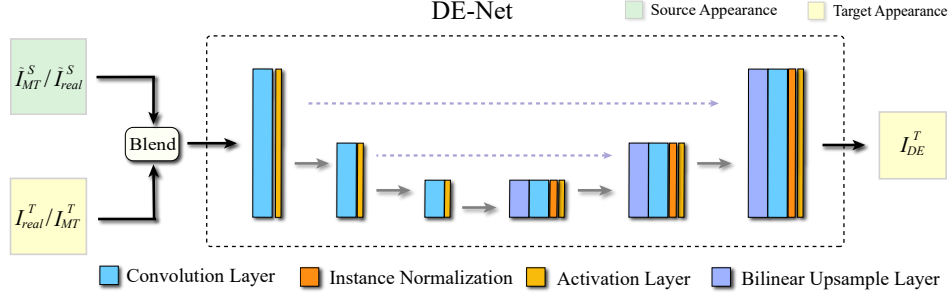 DE-Net
Source Appearance
Target Appearance
Ĩ_MT^S / Ĩ_real^S
Blend
I_DE^T
I_real^T / I_MT^T
Convolution Layer
Instance Normalization
Activation Layer
Bilinear Upsample Layer